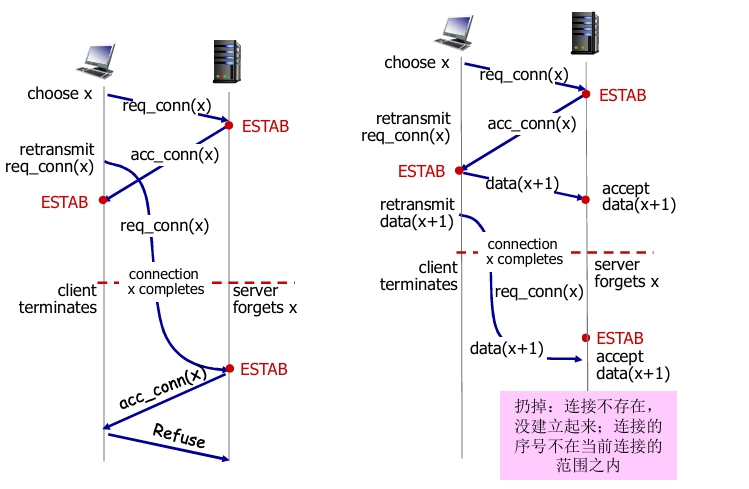 choose x
req_conn(x)
ESTAB
retransmit
req_conn(x)
acc_conn(x)
ESTAB
req_conn(x)
connection
x completes
client
terminates
server
forgets x
ESTAB
acc_conn(x)
Refuse
choose x
req_conn(x)
ESTAB
retransmit
req_conn(x)
acc_conn(x)
ESTAB
data(x+1)
accept
data(x+1)
retransmit
data(x+1)
connection
x completes
client
terminates
server
forgets x
req_conn(x)
ESTAB
data(x+1)
accept
data(x+1)
扔掉：连接不存在，
没建立起来；连接的
序号不在当前连接的
范围之内